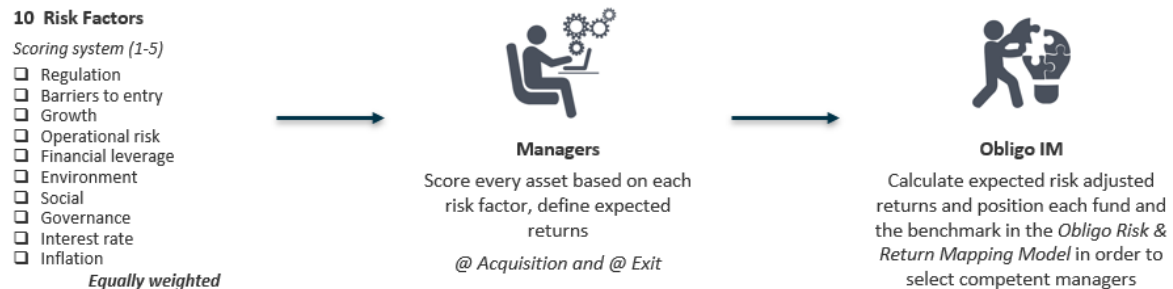 10 Risk Factors
Scoring system (1-5)
Regulation
Barriers to entry
Growth
Operational risk
Financial leverage
Environment
Social
Governance
Interest rate
Inflation
Equally weighted
Managers
Score every asset based on each
risk factor, define expected
returns
@ Acquisition and @ Exit
Obligo IM
Calculate expected risk adjusted
returns and position each fund and
the benchmark in the Obligo Risk &
Return Mapping Model in order to
select competent managers